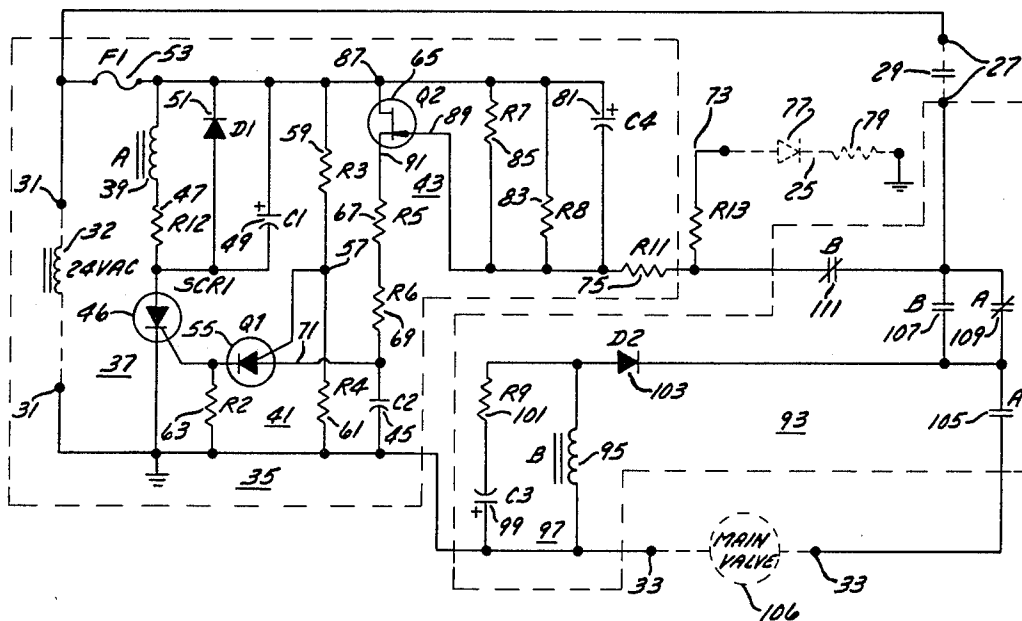 F1
53
87
65
Q2
51
D1
59
89
R7
81
+
C4
73
77
79
29
27
A
39
47
R12
+
49
C1
R3
91
43
85
83
R8
25
31
32
24VAC
67
R5
57
R13
R11
75
B
111
SCR1
46
55
Q1
71
R6
69
B
107
A
109
D2
103
31
37
R2
63
41
R4
61
C2
45
R9
101
93
A
105
B
95
35
C3
+
99
97
33
MAIN
VALVE
33
106